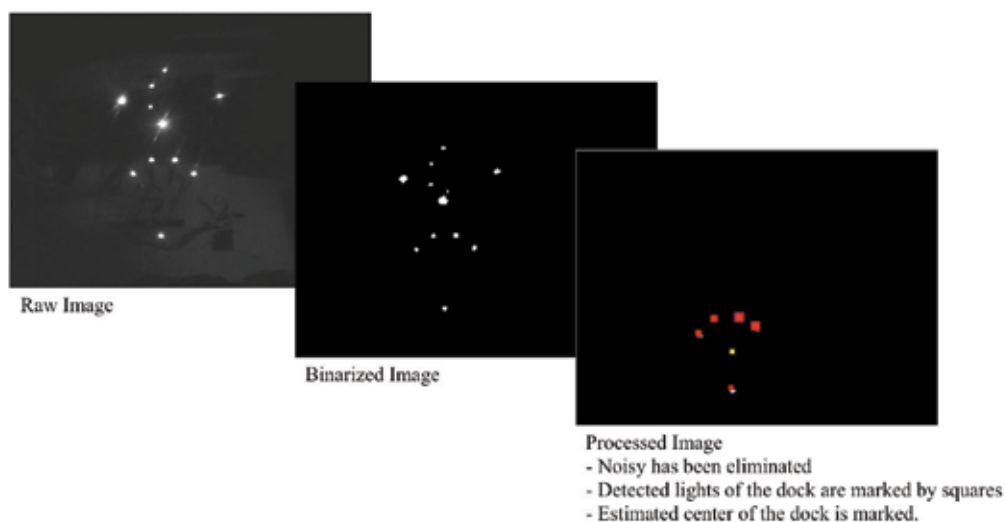 Raw Image
Binarized Image
Processed Image
- Noisy has been eliminated
- Detected lights of the dock are marked by squares
- Estimated center of the dock is marked.